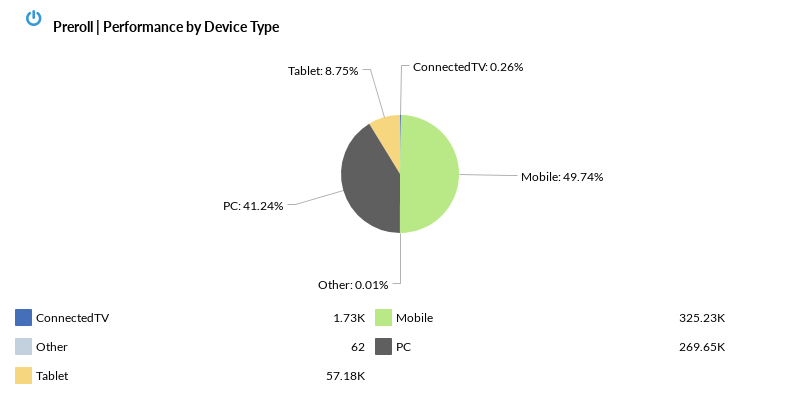 Preroll | Performance by Device Type
ConnectedTV: 0.26%
Tablet: 8.75%
Mobile: 49.74%
PC: 41.24%
Other: 0.01%
ConnectedTV 1.73K Mobile 325.23K
Other 62 PC 269.65K
Tablet 57.18K